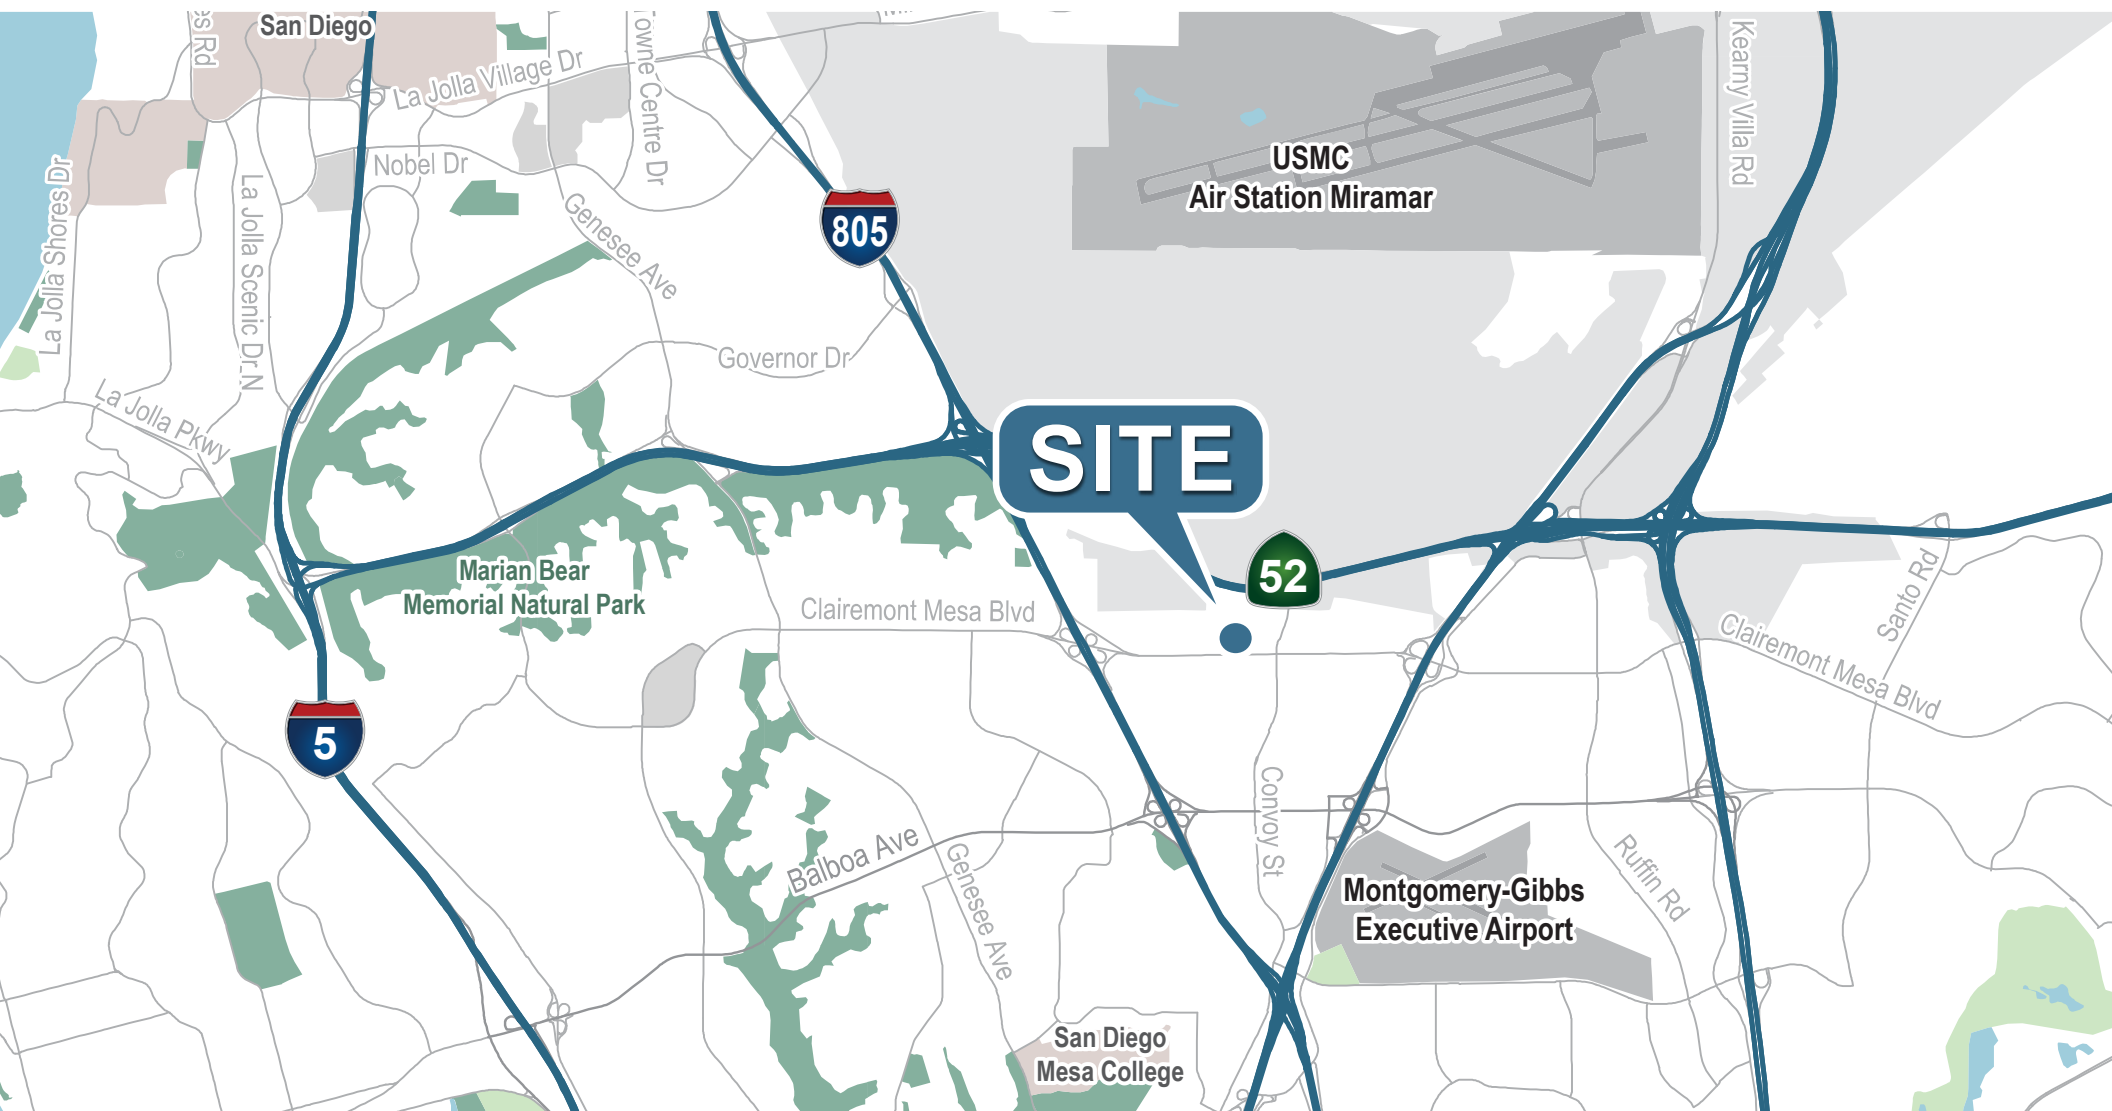 San Diego
es Rd
La Jolla Village Dr
Towne Centre Dr
Kearny Villa Rd
Nobel Dr
USMC
Air Station Miramar
La Jolla Shores Dr
La Jolla Scenic Dr N
Genesee Ave
805
Governor Dr
La Jolla Pkwy
SITE
52
Marian Bear
Memorial Natural Park
Clairemont Mesa Blvd
Santo Rd
Clairemont Mesa Blvd
5
Convoy St
Balboa Ave
Genesee Ave
Ruffin Rd
Montgomery-Gibbs
Executive Airport
San Diego
Mesa College